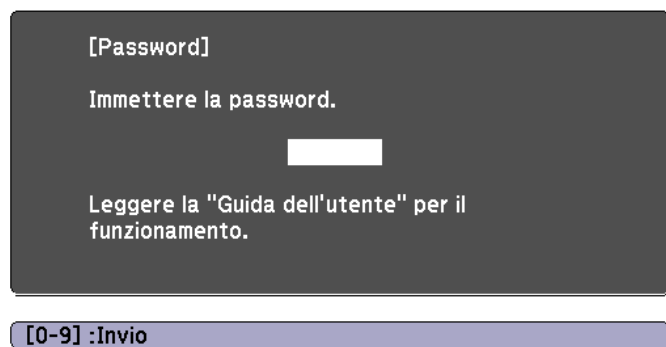 [Password]
Immettere la password.
Leggere la "Guida dell'utente" per il
funzionamento.
[0-9] :Invio